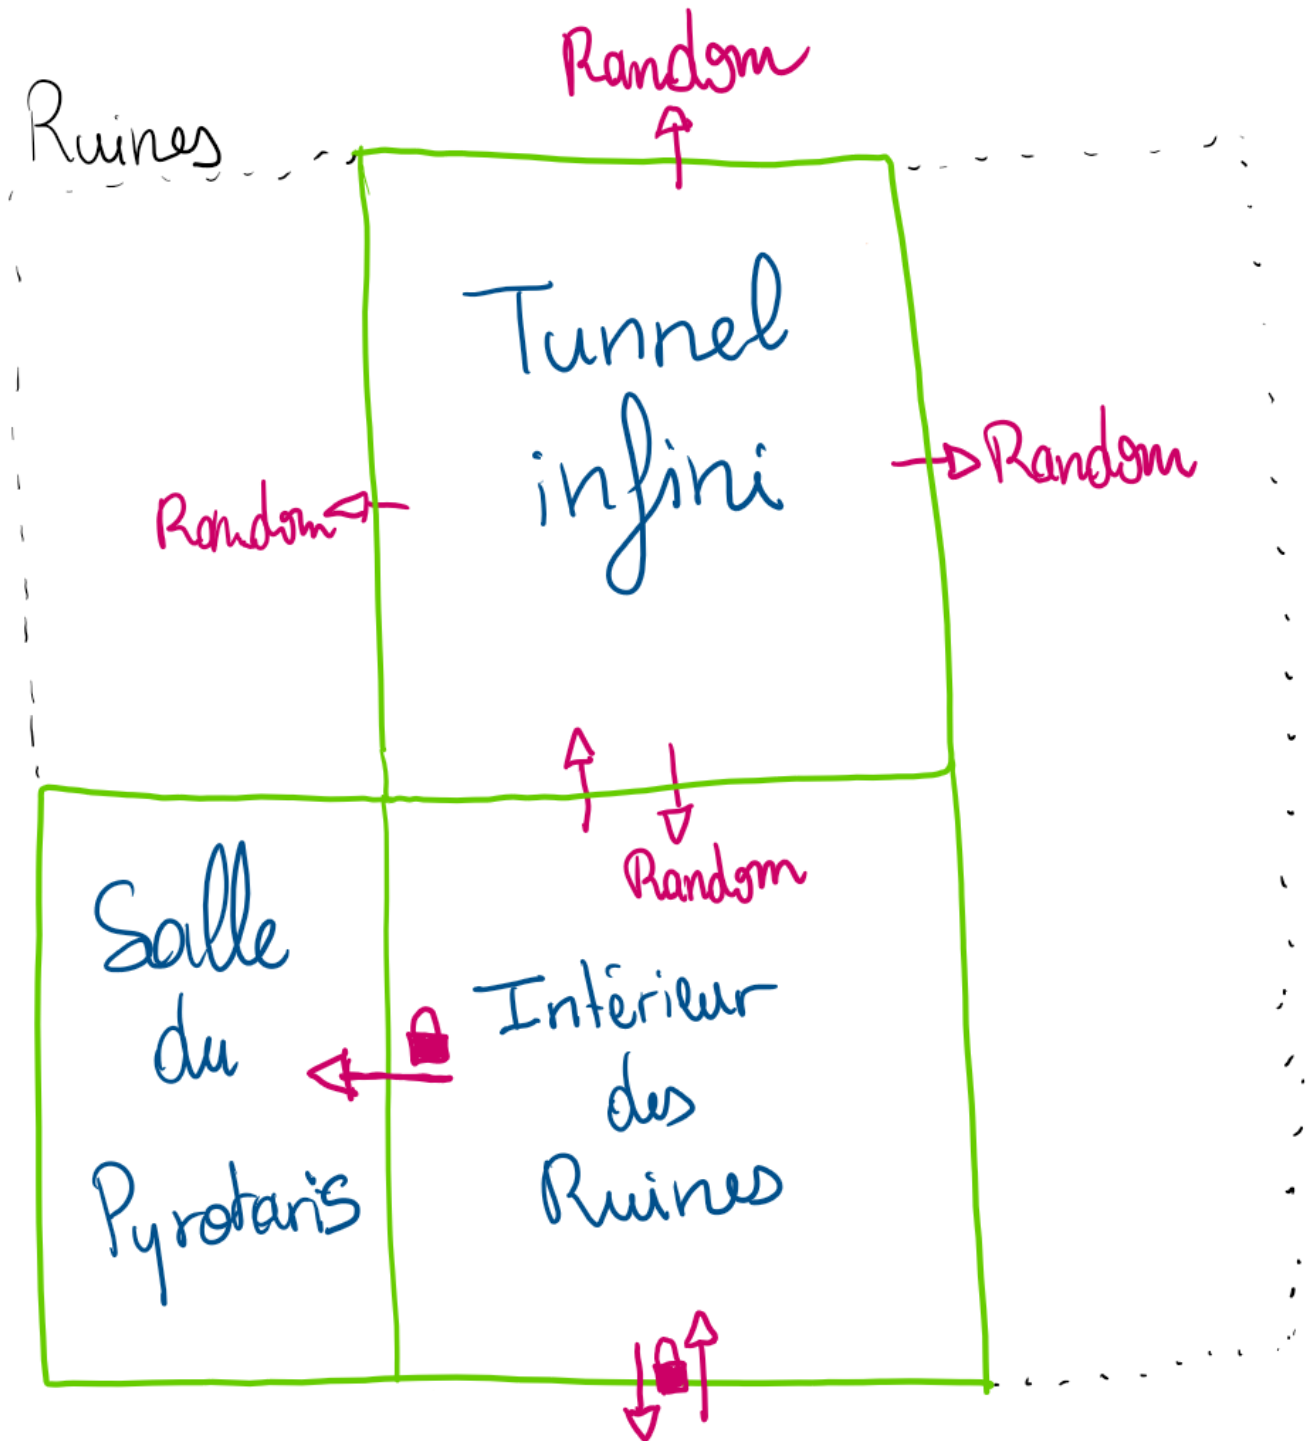 Random
Ruines
Tunnel
infini
Random
Random
Random
Salle
du
Pyrotaris
Intérieur
des
Ruines